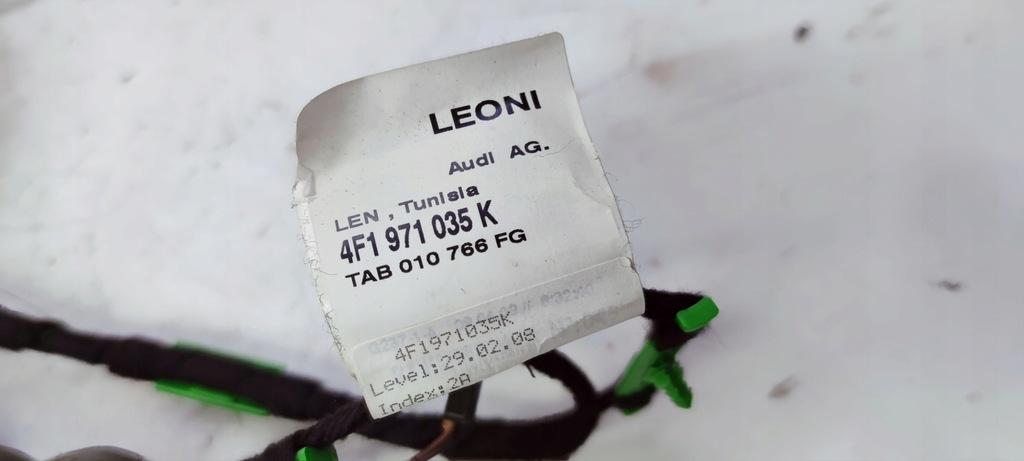 LEONI
Audi AG.
LEN , Tunisia
4F1 971 035 K
TAB 010 766 FG
4F1971035K
Level:29.02.08
Index:2A